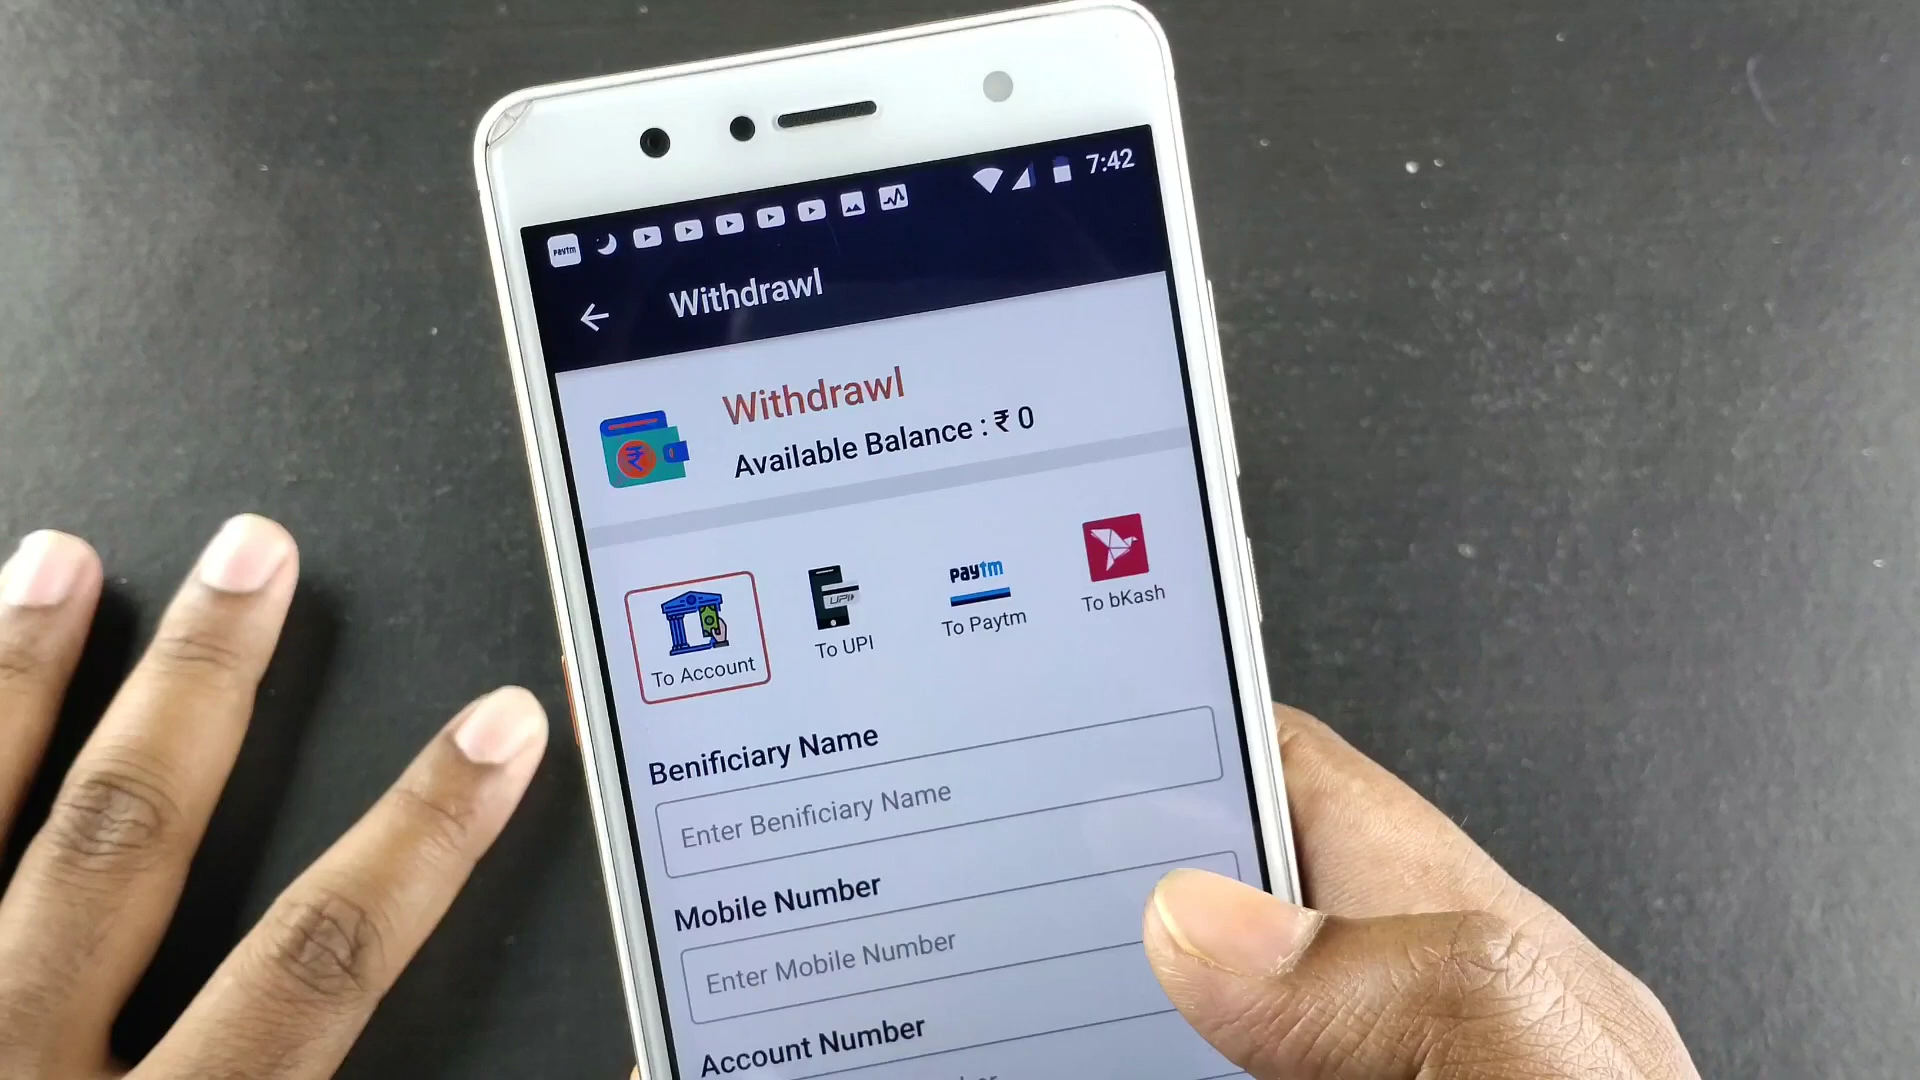 paytm
7:42
Withdrawl
Withdrawl
Available Balance : ₹ 0
UPI
paytm
To Account
To UPI
To Paytm
To bKash
Benificiary Name
Enter Benificiary Name
Mobile Number
Enter Mobile Number
Account Number